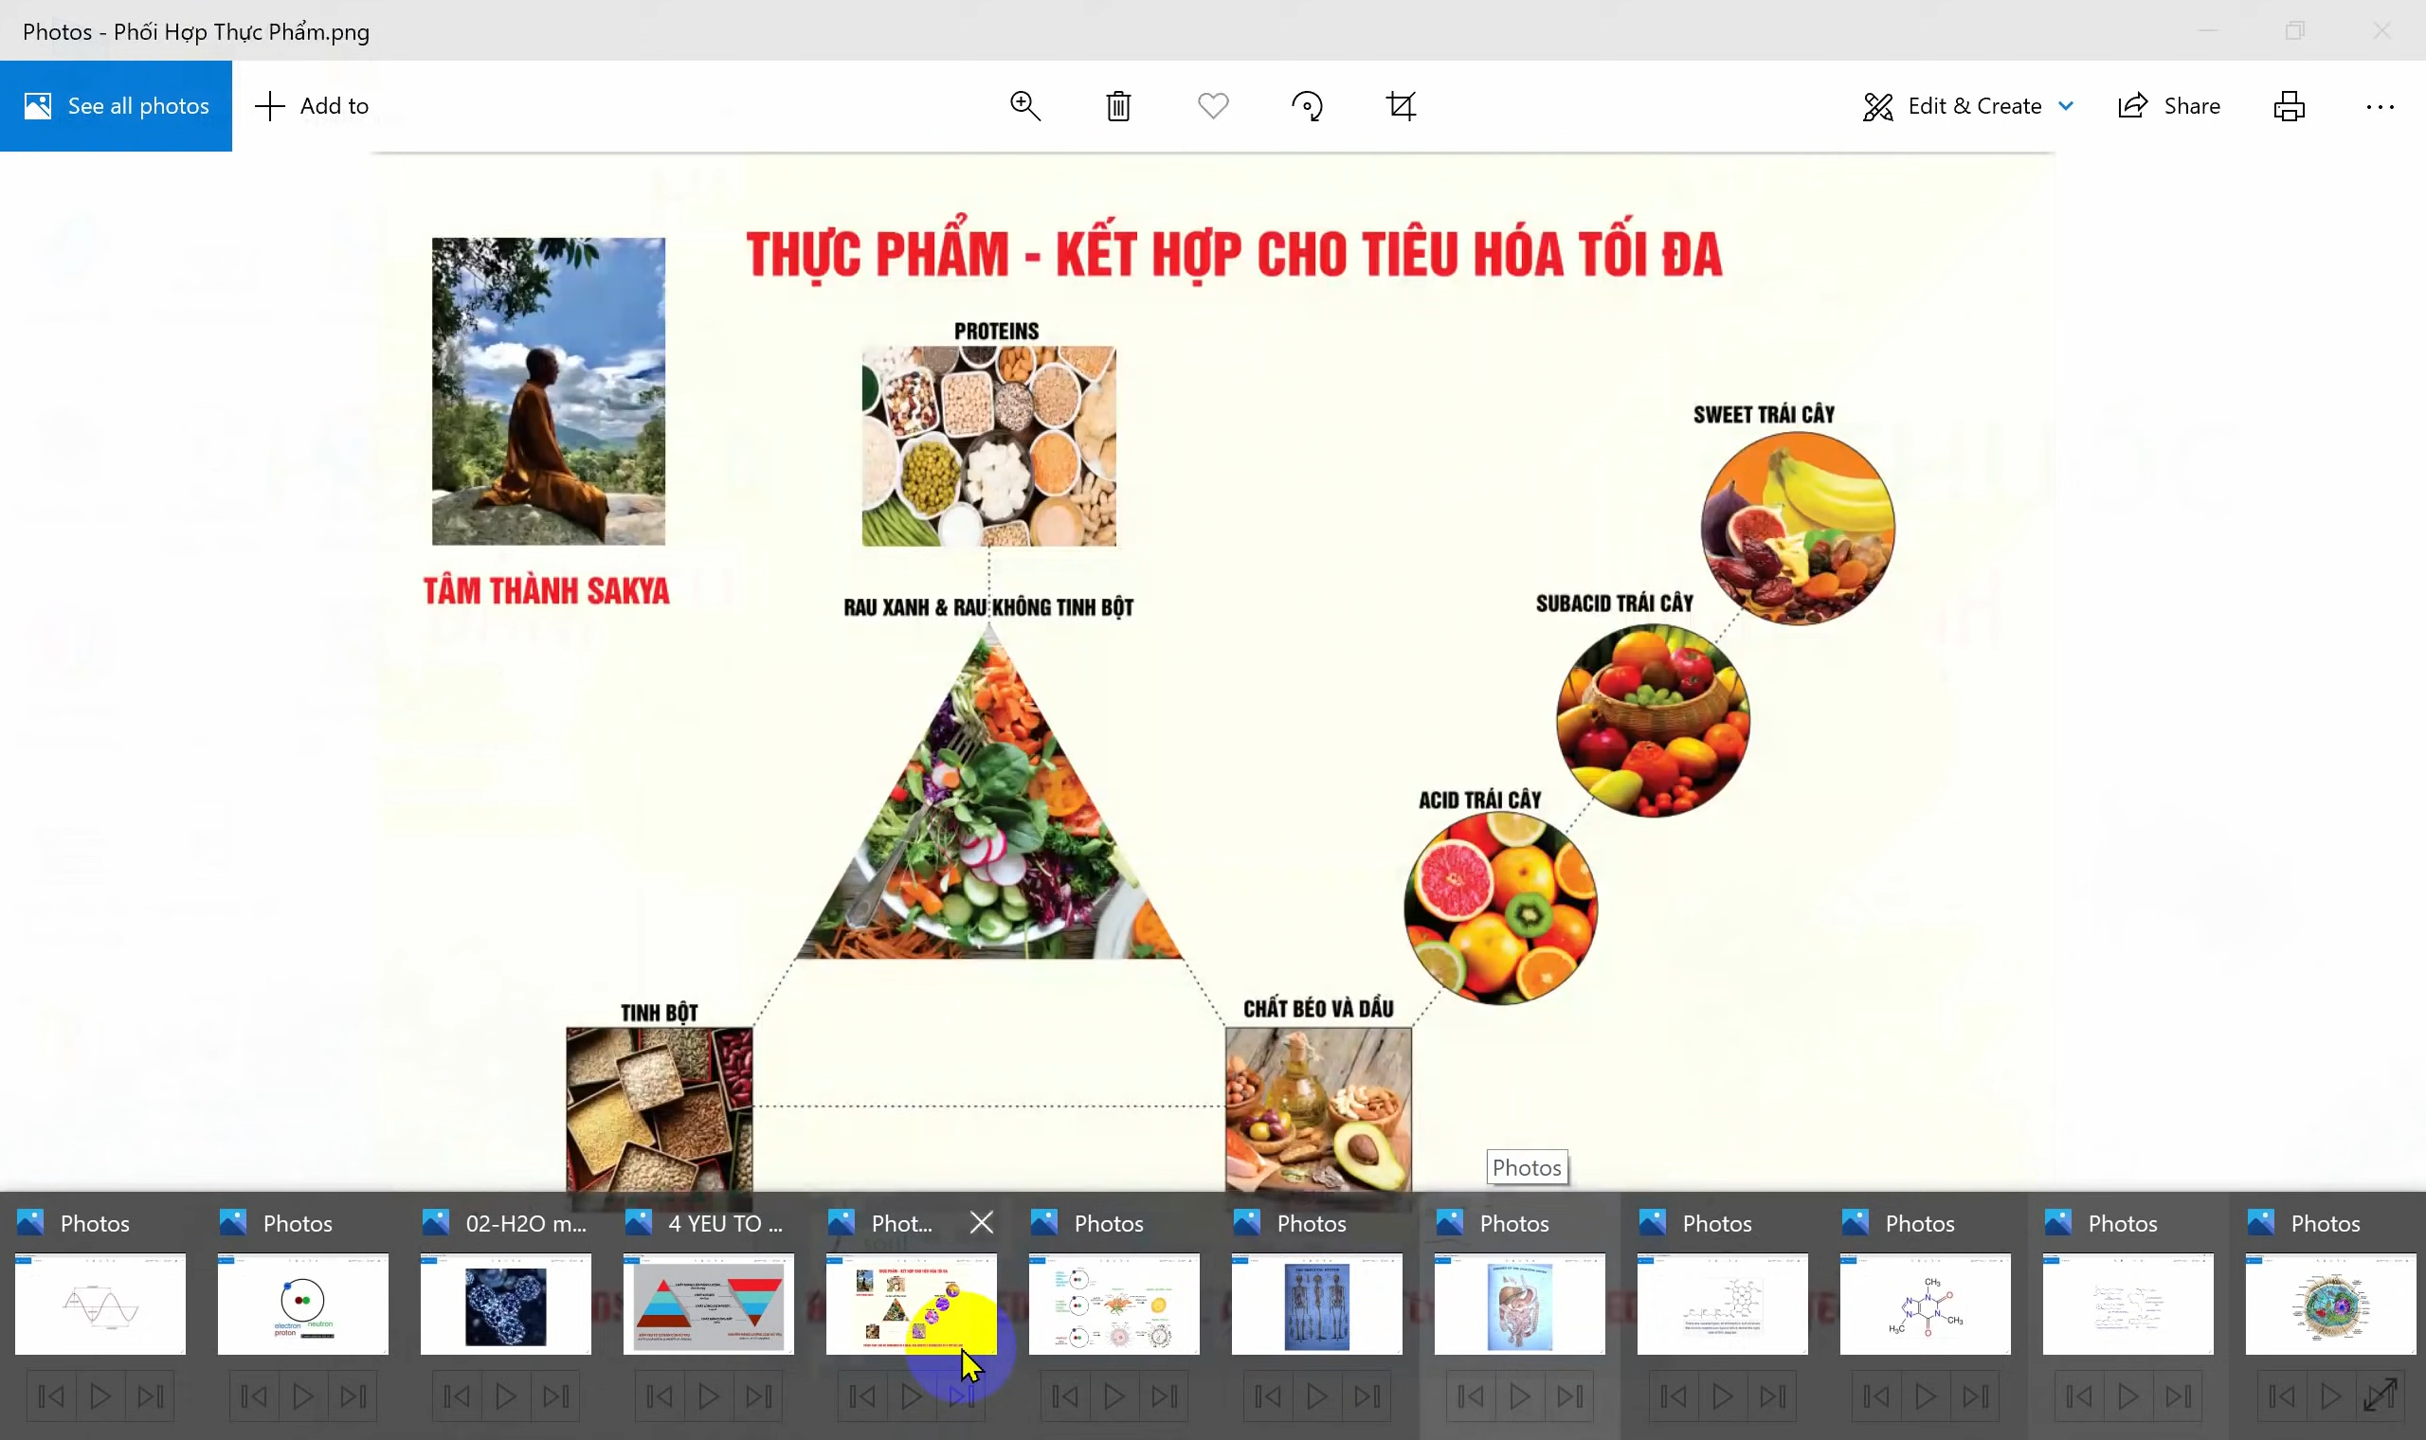 Photos - Phối Hợp Thực Phẩm.png
See all photos
Add to
Edit & Create
Share
THỰC PHẨM - KẾT HỢP CHO TIÊU HÓA TỐI ĐA
PROTEINS
SWEET TRÁI CÂY
TÂM THÀNH SAKYA
RAU XANH & RAU KHÔNG TINH BỘT
SUBACID TRÁI CÂY
ACID TRÁI CÂY
TINH BỘT
CHẤT BÉO VÀ DẦU
Photos
Photos
Photos
02-H2O m...
4 YEU TO ...
Phot...
Photos
Photos
Photos
Photos
Photos
Photos
Photos
electron
neutron
proton
CH₃
H₃C
CH₃
N
N
N
N
O
O